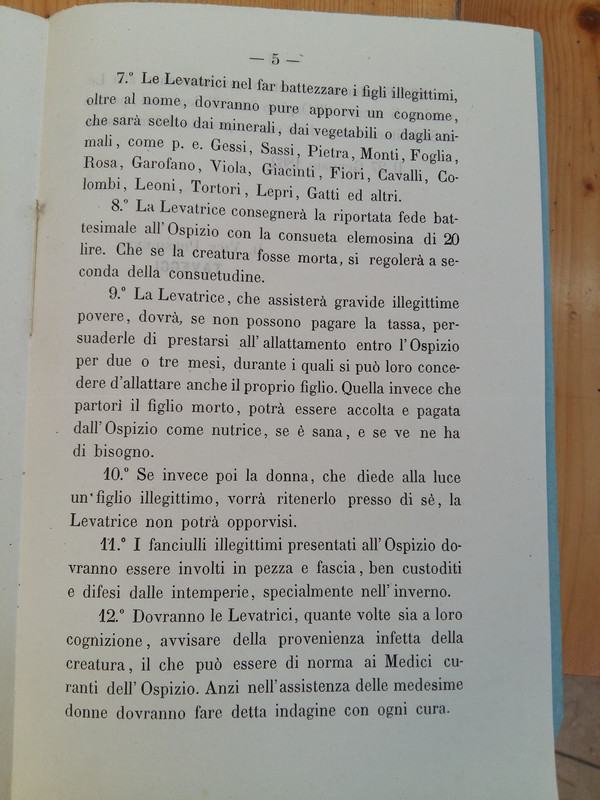 — 5 —
7.° Le Levatrici nel far battezzare i figli illegittimi,
oltre al nome, dovranno pure apporvi un cognome,
che sarà scelto dai minerali, dai vegetabili o dagli ani-
mali, come p. e. Gessi, Sassi, Pietra, Monti, Foglia,
Rosa, Garofano, Viola, Giacinti, Fiori, Cavalli, Co-
lombi, Leoni, Tortori, Lepri, Gatti ed altri.
8.° La Levatrice consegnerà la riportata fede bat-
tesimale all'Ospizio con la consueta elemosina di 20
lire. Che se la creatura fosse morta, si regolerà a se-
conda della consuetudine.
9.° La Levatrice, che assisterà gravide illegittime
povere, dovrà, se non possono pagare la tassa, per-
suaderle di prestarsi all'allattamento entro l'Ospizio
per due o tre mesi, durante i quali si può loro conce-
dere d'allattare anche il proprio figlio. Quella invece che
partorì il figlio morto, potrà essere accolta e pagata
dall'Ospizio come nutrice, se è sana, e se ve ne ha
di bisogno.
10.° Se invece poi la donna, che diede alla luce
un' figlio illegittimo, vorrà ritenerlo presso di sè, la
Levatrice non potrà opporvisi.
11.° I fanciulli illegittimi presentati all'Ospizio do-
vranno essere involti in pezza e fascia, ben custoditi
e difesi dalle intemperie, specialmente nell'inverno.
12.° Dovranno le Levatrici, quante volte sia a loro
cognizione, avvisare della provenienza infetta della
creatura, il che può essere di norma ai Medici cu-
ranti dell'Ospizio. Anzi nell'assistenza delle medesime
donne dovranno fare detta indagine con ogni cura.